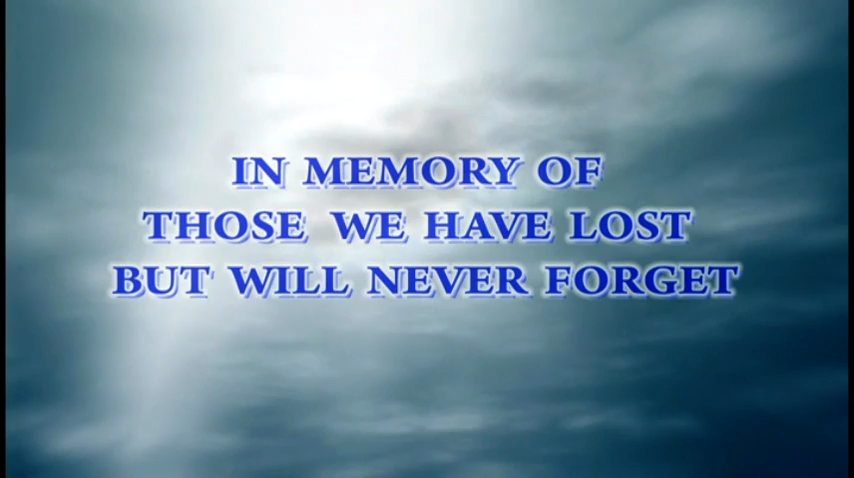 IN MEMORY OF
THOSE WE HAVE LOST
BUT WILL NEVER FORGET